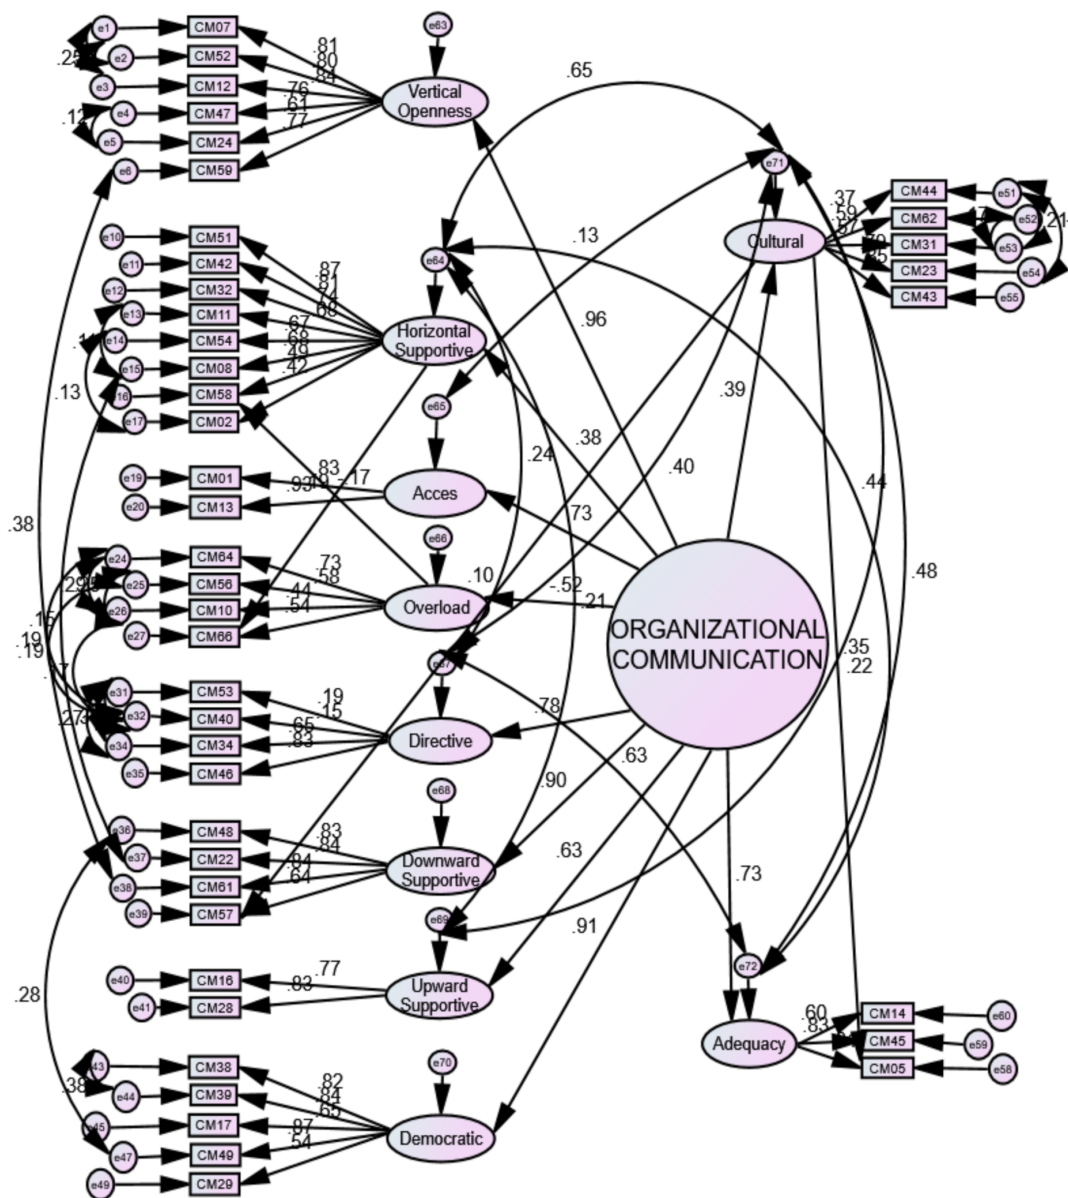 e1
CM07
e63
.81
.25
e2
CM52
.80
.84
e3
CM12
.76
Vertical
Openness
.65
.12
e4
CM47
.61
e5
CM24
.77
e6
CM59
e71
.37
CM44
e51
.59
CM62
e52
.21
Cultural
CM31
e53
CM23
e54
CM43
e55
.13
e10
CM51
e11
CM42
.87
e64
e12
CM32
.81
e13
CM11
.68
.96
e14
CM54
.67
Horizontal
Supportive
.68
e15
CM08
.49
.13
CM58
.42
.39
e17
CM02
e65
.38
.24
.40
.44
e19
CM01
.83
-.17
Acces
.93
e20
CM13
.73
.38
e66
e24
CM64
.73
.10
-.52
.48
.29
e25
CM56
.58
.44
Overload
.21
e26
CM10
.54
.15
e27
CM66
ORGANIZATIONAL
COMMUNICATION
.19
.19
.35
.22
e31
CM53
.19
.27
e32
CM40
.15
.78
e34
CM34
.65
Directive
.83
e35
CM46
.63
.90
e68
e36
CM48
.83
.84
e37
CM22
.63
.84
Downward
Supportive
e38
CM61
.64
.73
e39
CM57
e69
.91
e72
e40
CM16
.77
.28
.83
Upward
Supportive
e41
CM28
.60
CM14
e60
.83
Adequacy
CM45
e59
CM05
e58
e70
CM38
.38
e44
CM39
.82
.84
.65
CM17
.87
Democratic
e47
CM49
.54
e49
CM29